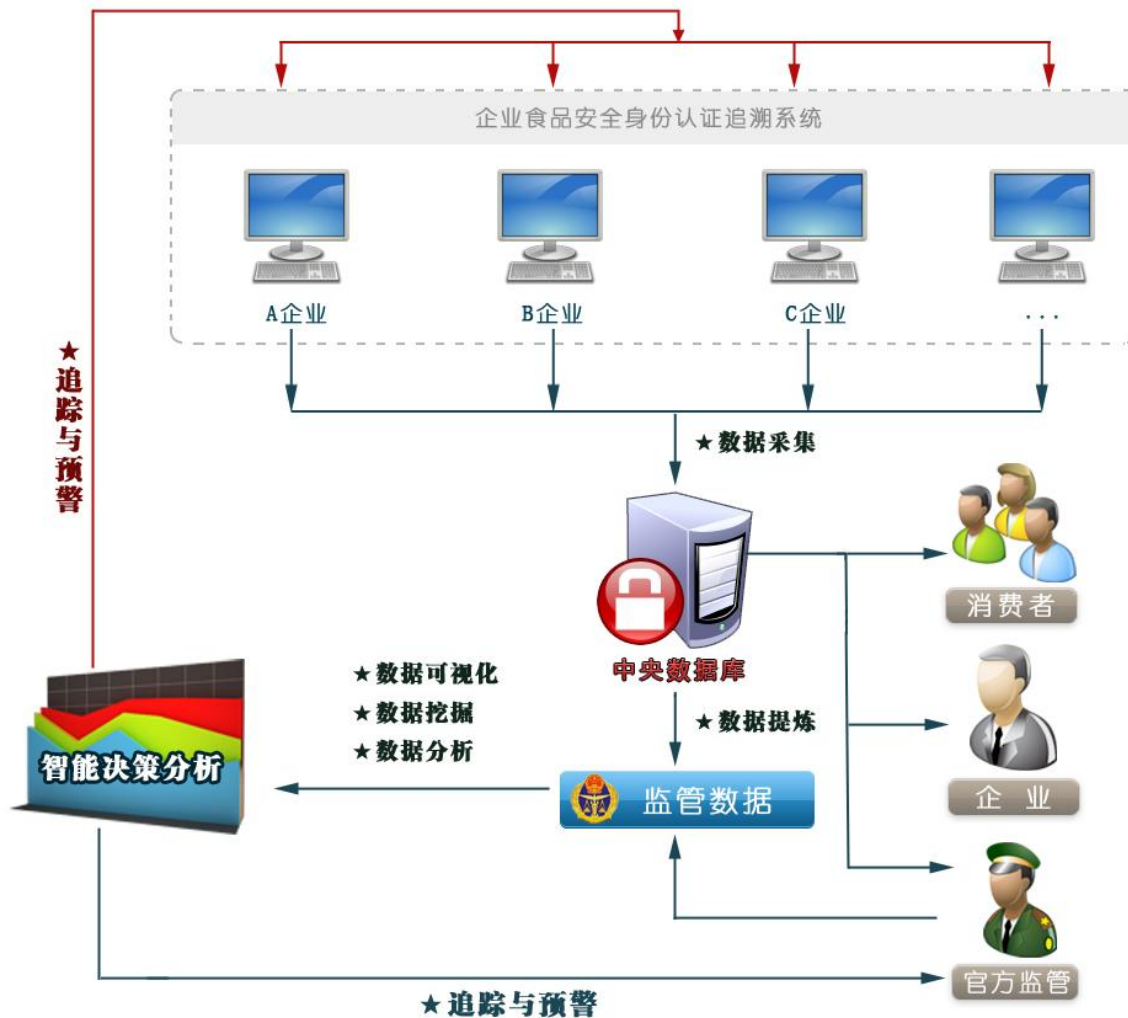 企业食品安全身份认证追溯系统
A企业
B企业
C企业
...
★追踪与预警
★数据采集
消费者
中央数据库
★数据可视化
★数据挖掘
★数据分析
★数据提炼
智能决策分析
监管数据
企业
官方监管
★追踪与预警